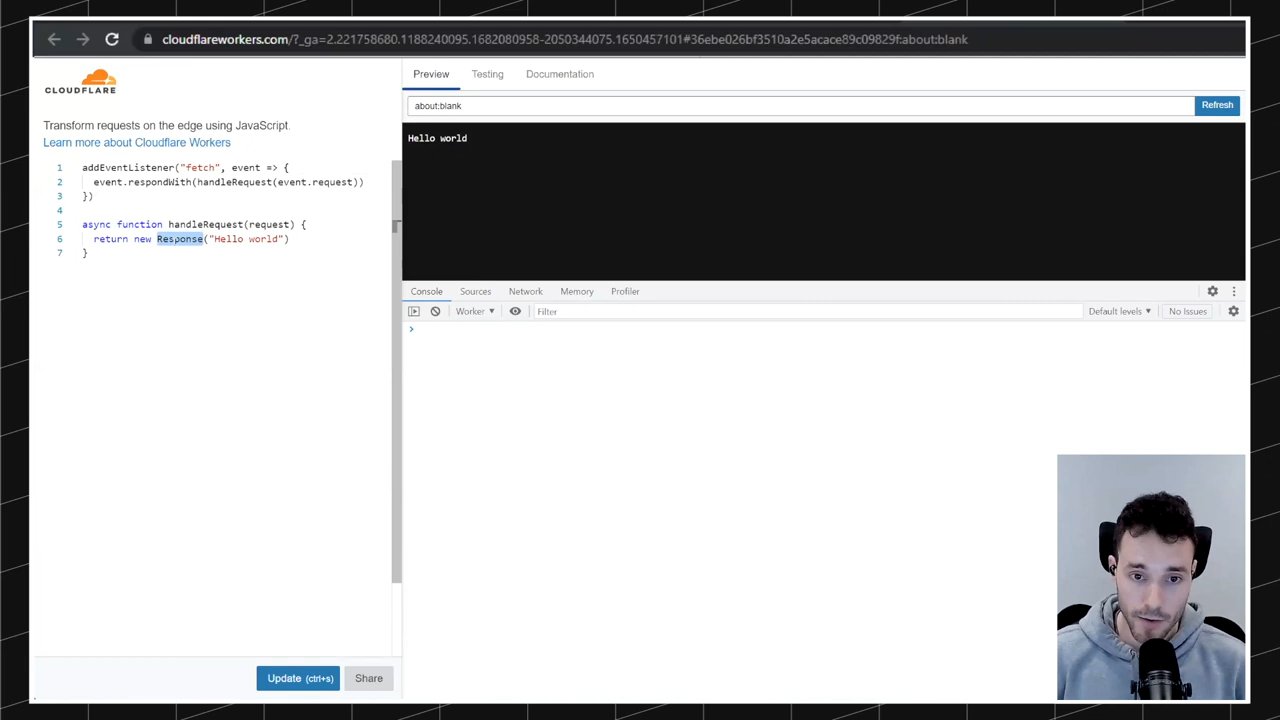 cloudflareworkers.com/?_ga=2.221758680.1188240095.1682080958-2050344075.1650457101#36ebe026bf3510a2e5acace89c09829f:about:blank
CLOUDFLARE
Transform requests on the edge using JavaScript.
Learn more about Cloudflare Workers
1 addEventListener("fetch", event => {
2 event.respondWith(handleRequest(event.request))
3 })
4
5 async function handleRequest(request) {
6 return new Response("Hello world")
7 }
Update (ctrl+s)
Share
Preview Testing Documentation
about:blank
Refresh
Hello world
Console Sources Network Memory Profiler
Worker ▼ Filter Default levels ▼ No Issues
>